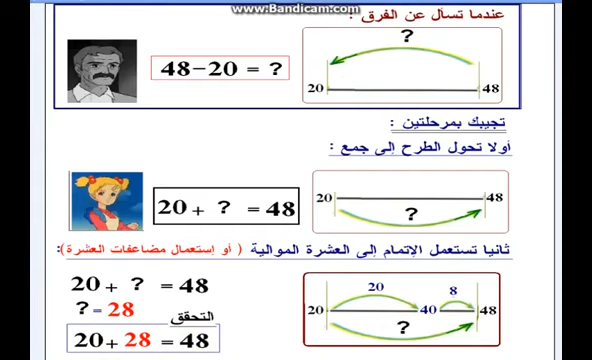 www.Bandicam.com
عندما تسأل عن الفرق :
48−20 = ?
?
20
48
تجيبك بمرحلتين :
أولا تحول الطرح إلى جمع :
20 + ? = 48
20
48
?
ثانيا تستعمل الإتمام إلى العشرة الموالية ( أو إستعمال مضاعفات العشرة):
20 + ? = 48
? = 28
التحقق
20 + 28 = 48
20
8
20
40
48
?